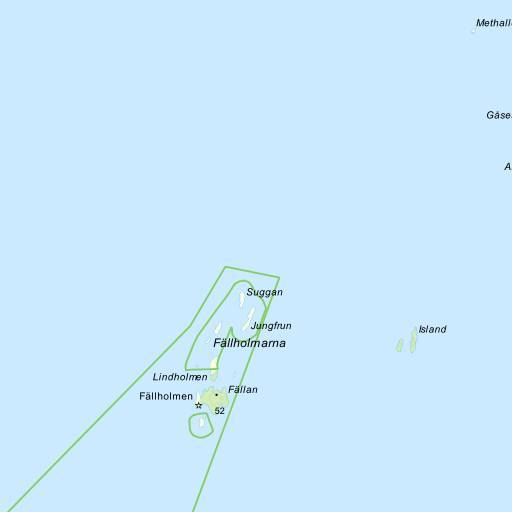 Methall
Gåse
A
Suggan
Jungfrun
Island
Fällholmarna
Lindholmen
Fällan
Fällholmen
52